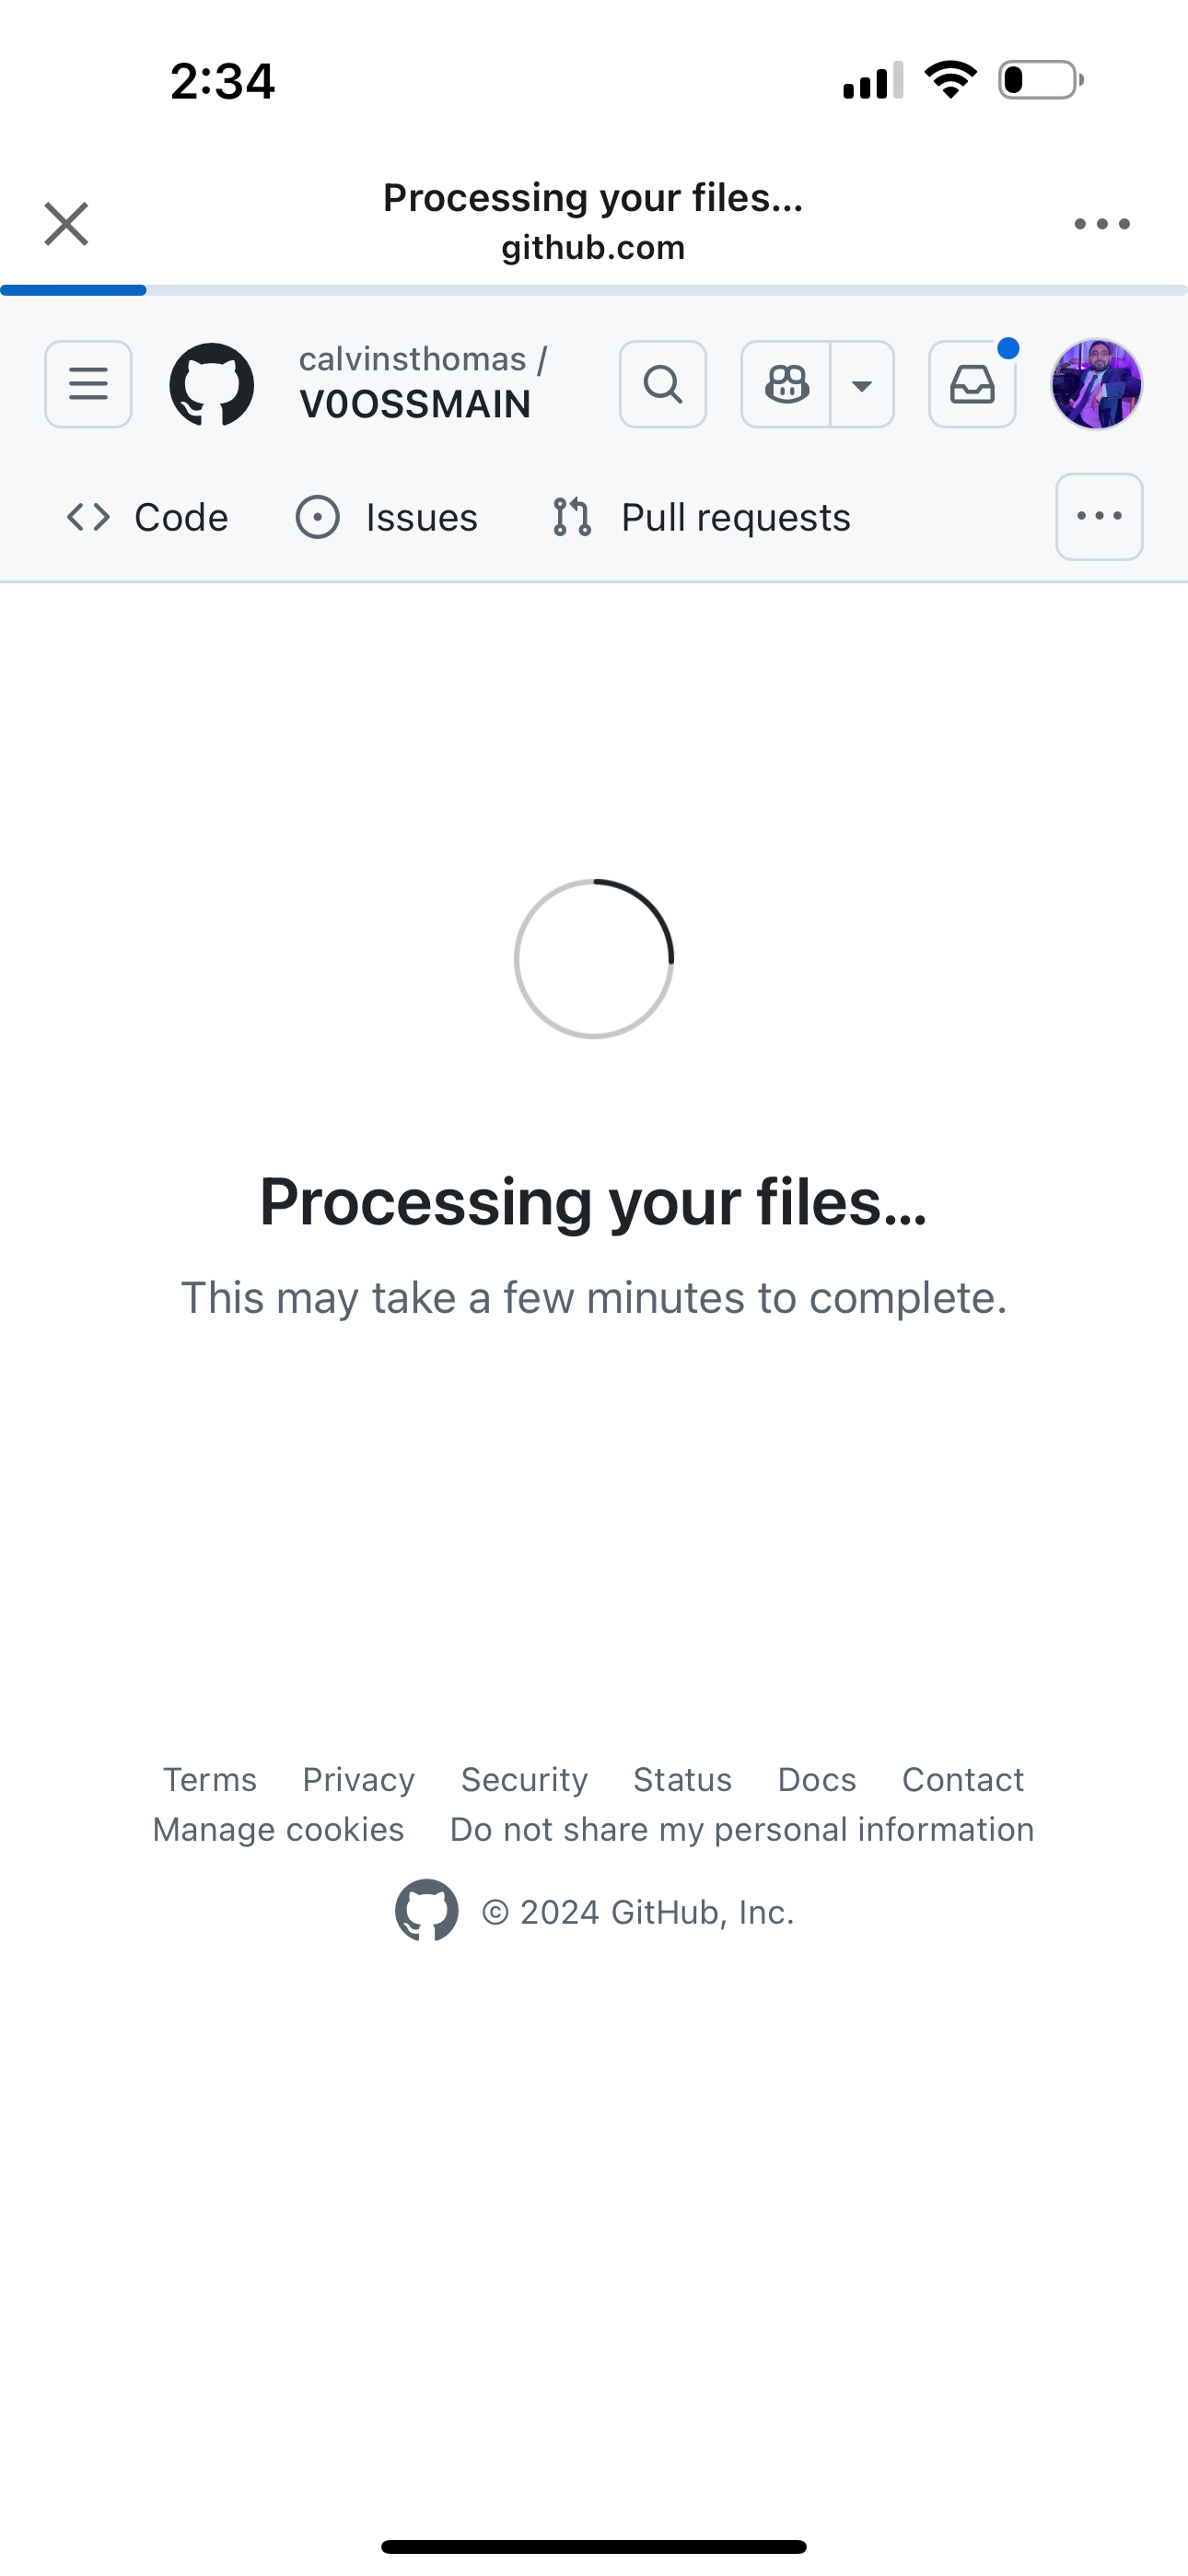 2:34
Processing your files...
github.com
calvinsthomas /
V0OSSMAIN
Code Issues Pull requests
Processing your files...
This may take a few minutes to complete.
Terms Privacy Security Status Docs Contact
Manage cookies Do not share my personal information
© 2024 GitHub, Inc.